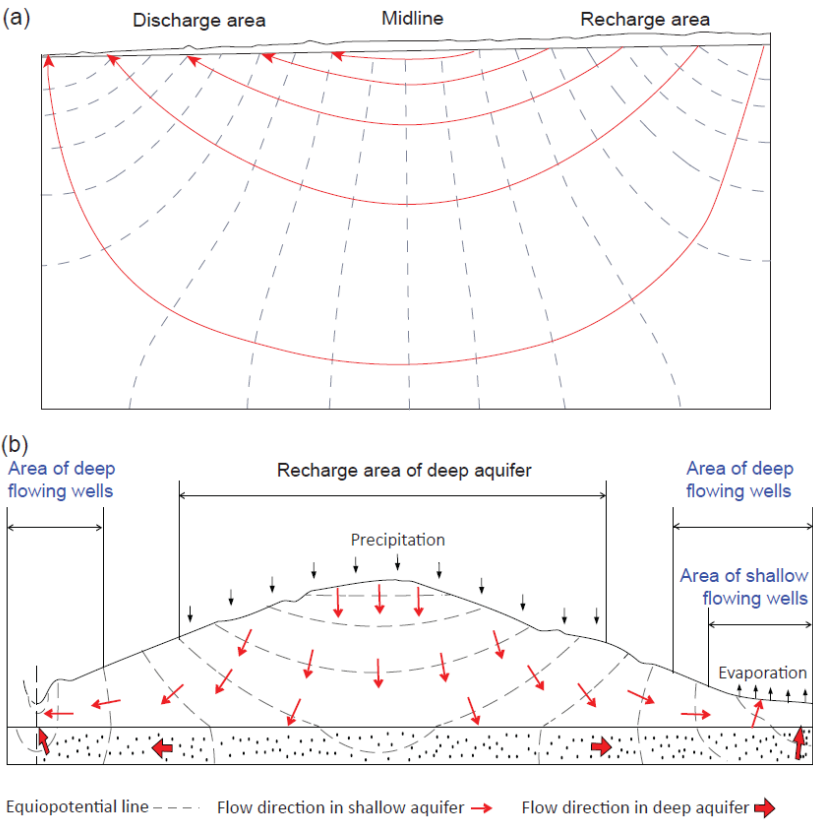 (a)
Discharge area
Midline
Recharge area
(b)
Area of deep
flowing wells
Recharge area of deep aquifer
Area of deep
flowing wells
Precipitation
Area of shallow
flowing wells
Evaporation
Equiopotential line
Flow direction in shallow aquifer
Flow direction in deep aquifer